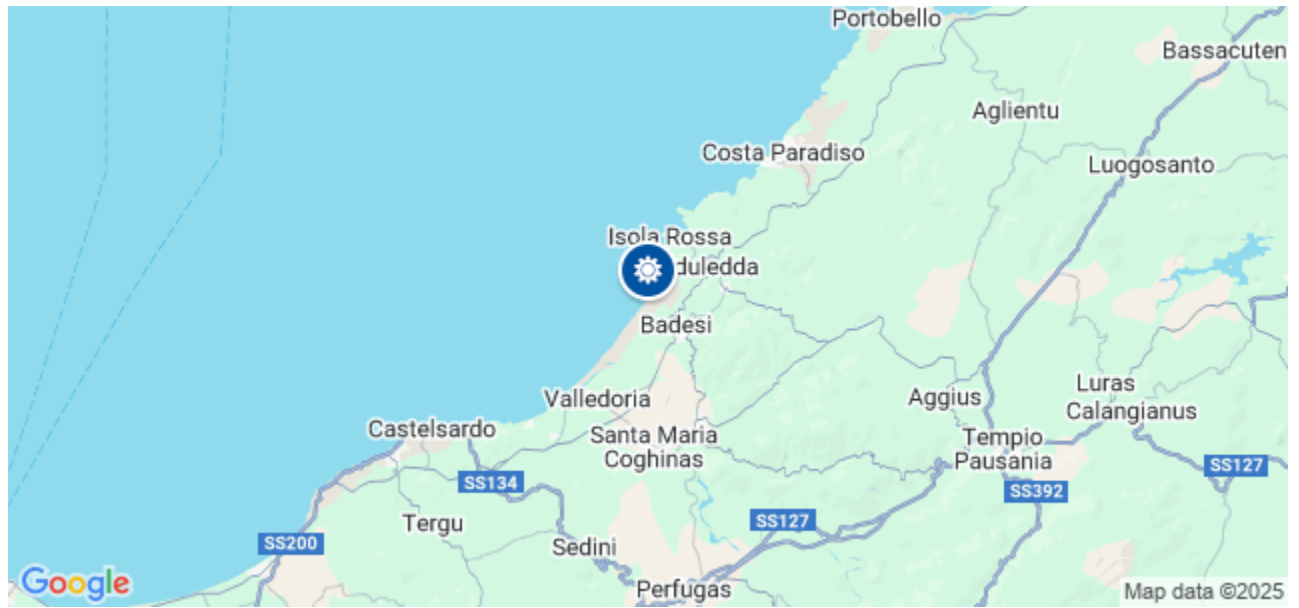 Portobello
Bassacuten
Aglientu
Costa Paradiso
Luogosanto
Isola Rossa
duledda
Badesi
Luras
Valledoria
Aggius
Calangianus
Castelsardo
Santa Maria
Coghinas
Tempio
Pausania
SS127
SS134
SS392
Tergu
SS127
SS200
Sedini
Google
Perfugas
Map data ©2025